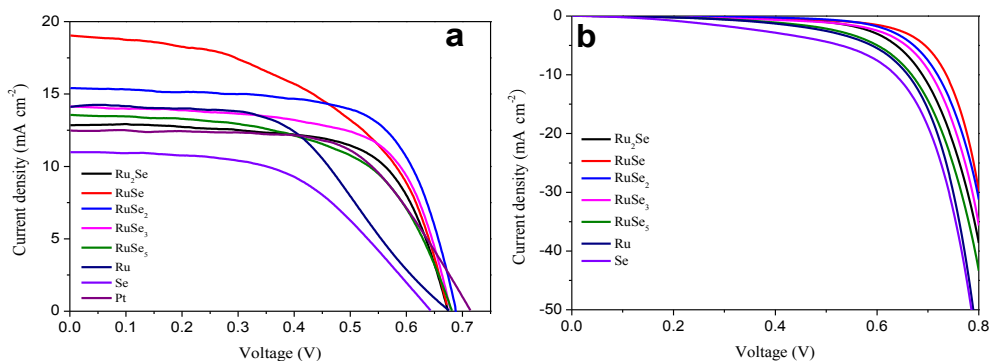 a
20
15
10
5
0
Current density (mA cm⁻²)
Ru₂Se
RuSe
RuSe₂
RuSe₃
RuSe₅
Ru
Se
Pt
0.0 0.1 0.2 0.3 0.4 0.5 0.6 0.7
Voltage (V)
b
0
-10
-20
-30
-40
-50
Current density (mA cm⁻²)
Ru₂Se
RuSe
RuSe₂
RuSe₃
RuSe₅
Ru
Se
0.0 0.2 0.4 0.6 0.8
Voltage (V)